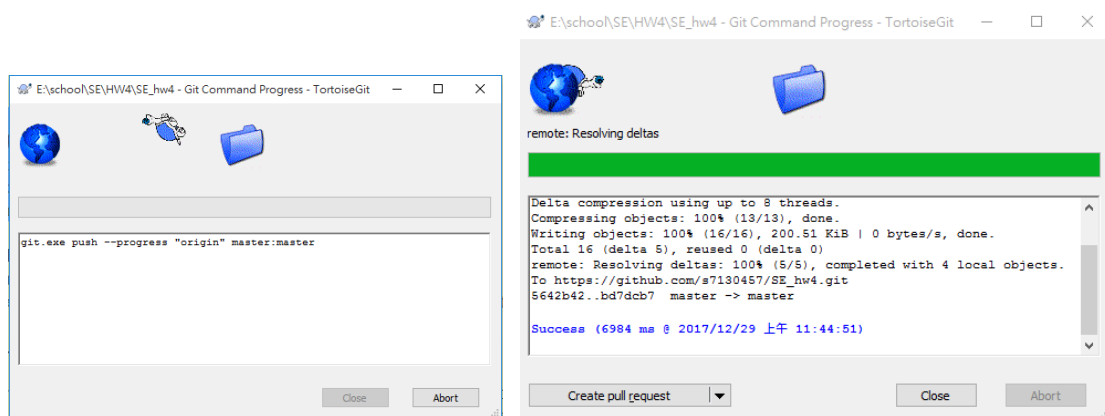 E:\school\SE\HW4\SE_hw4 - Git Command Progress - TortoiseGit
git.exe push --progress "origin" master:master
Close
Abort
E:\school\SE\HW4\SE_hw4 - Git Command Progress - TortoiseGit
remote: Resolving deltas
Delta compression using up to 8 threads.
Compressing objects: 100% (13/13), done.
Writing objects: 100% (16/16), 200.51 KiB | 0 bytes/s, done.
Total 16 (delta 5), reused 0 (delta 0)
remote: Resolving deltas: 100% (5/5), completed with 4 local objects.
To https://github.com/s7130457/SE_hw4.git
5642b42..bd7dcb7  master -> master
Success (6984 ms @ 2017/12/29 上午 11:44:51)
Create pull request
Close
Abort